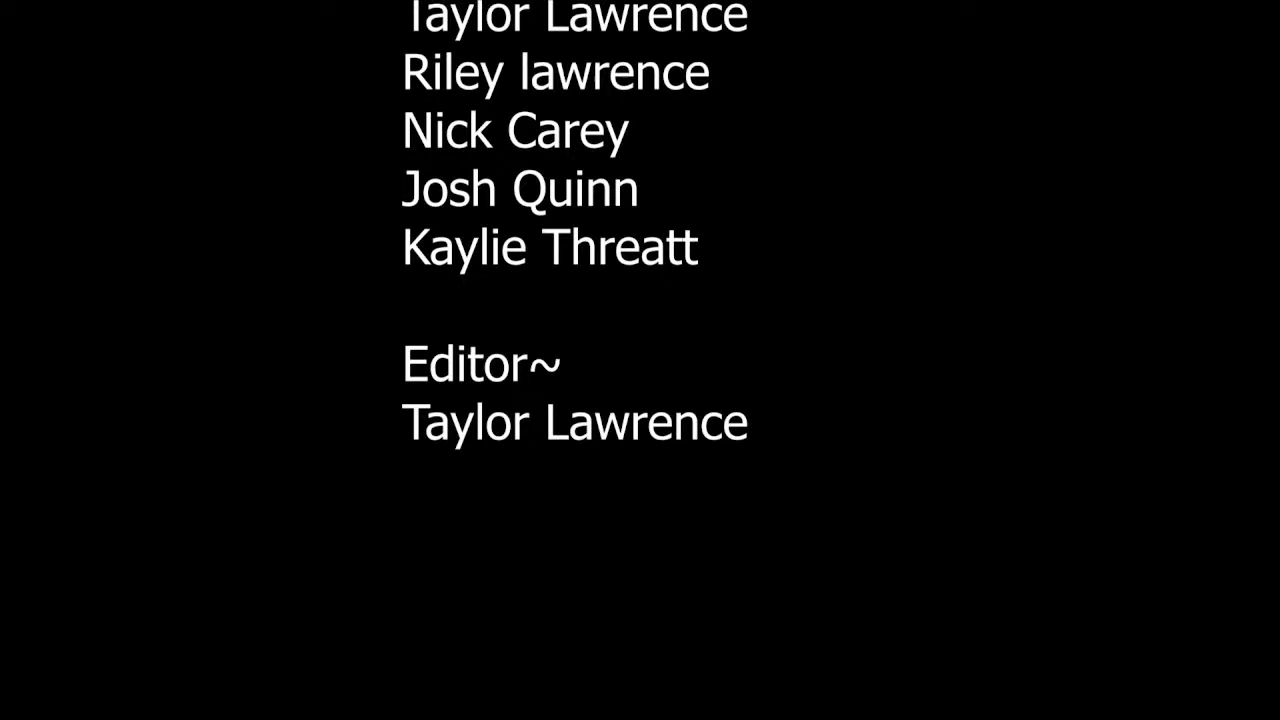 Taylor Lawrence
Riley lawrence
Nick Carey
Josh Quinn
Kaylie Threatt
Editor~
Taylor Lawrence